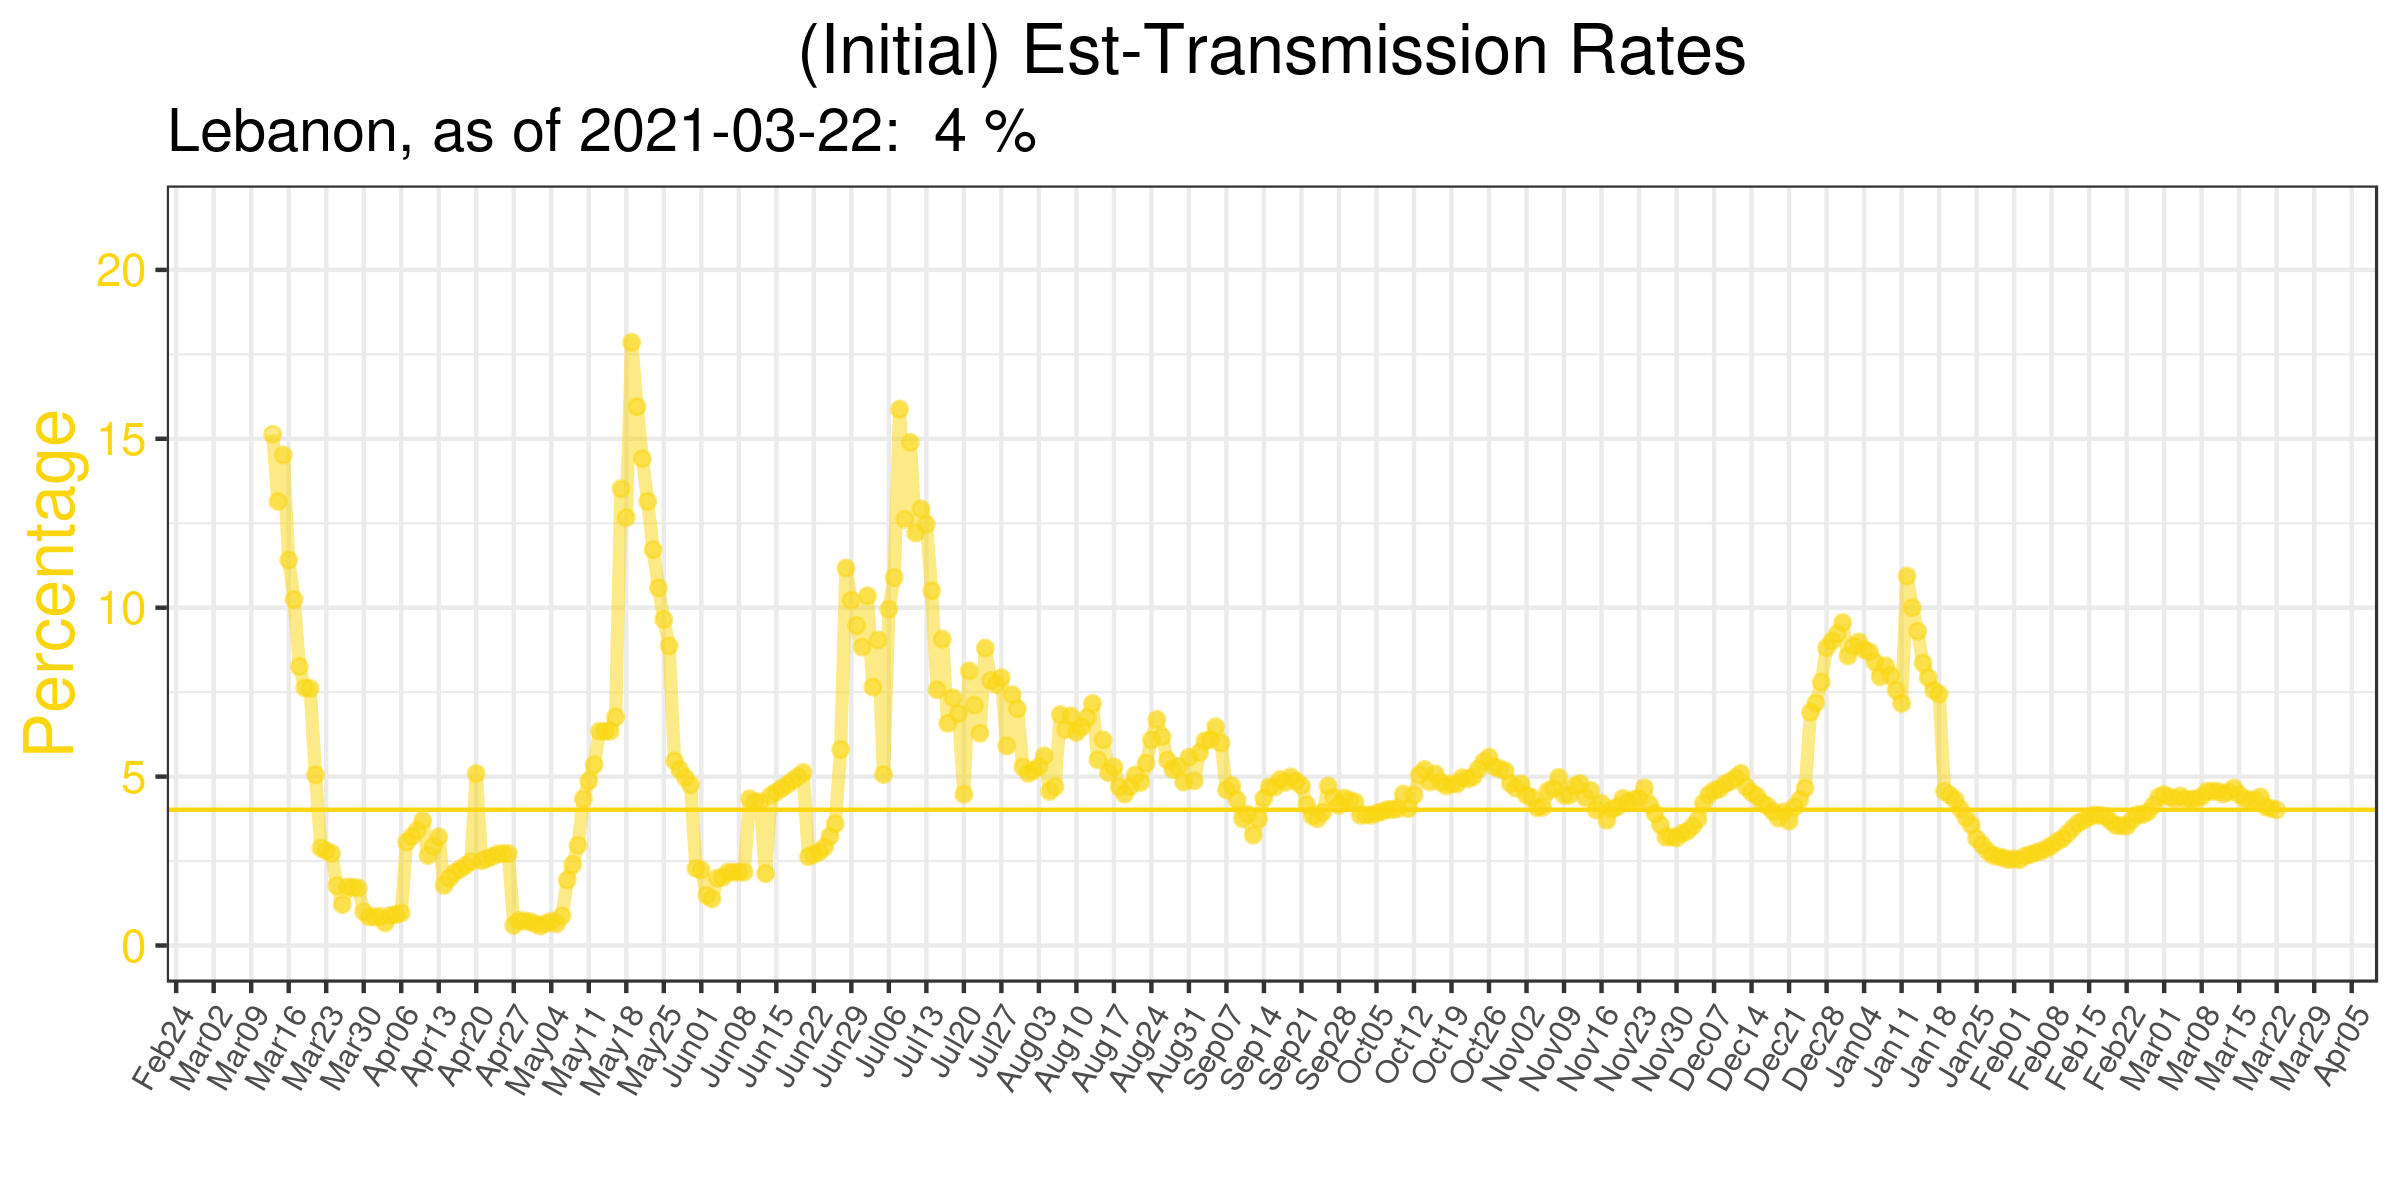 (Initial) Est-Transmission Rates
Lebanon, as of 2021-03-22:  4 %
Percentage
20
15
10
5
0
Feb24
Mar02
Mar09
Mar16
Mar23
Mar30
Apr06
Apr13
Apr20
Apr27
May04
May11
May18
May25
Jun01
Jun08
Jun15
Jun22
Jun29
Jul06
Jul13
Jul20
Jul27
Aug03
Aug10
Aug17
Aug24
Aug31
Sep07
Sep14
Sep21
Sep28
Oct05
Oct12
Oct19
Oct26
Nov02
Nov09
Nov16
Nov23
Nov30
Dec07
Dec14
Dec21
Dec28
Jan04
Jan11
Jan18
Jan25
Feb01
Feb08
Feb15
Feb22
Mar01
Mar08
Mar15
Mar22
Mar29
Apr05